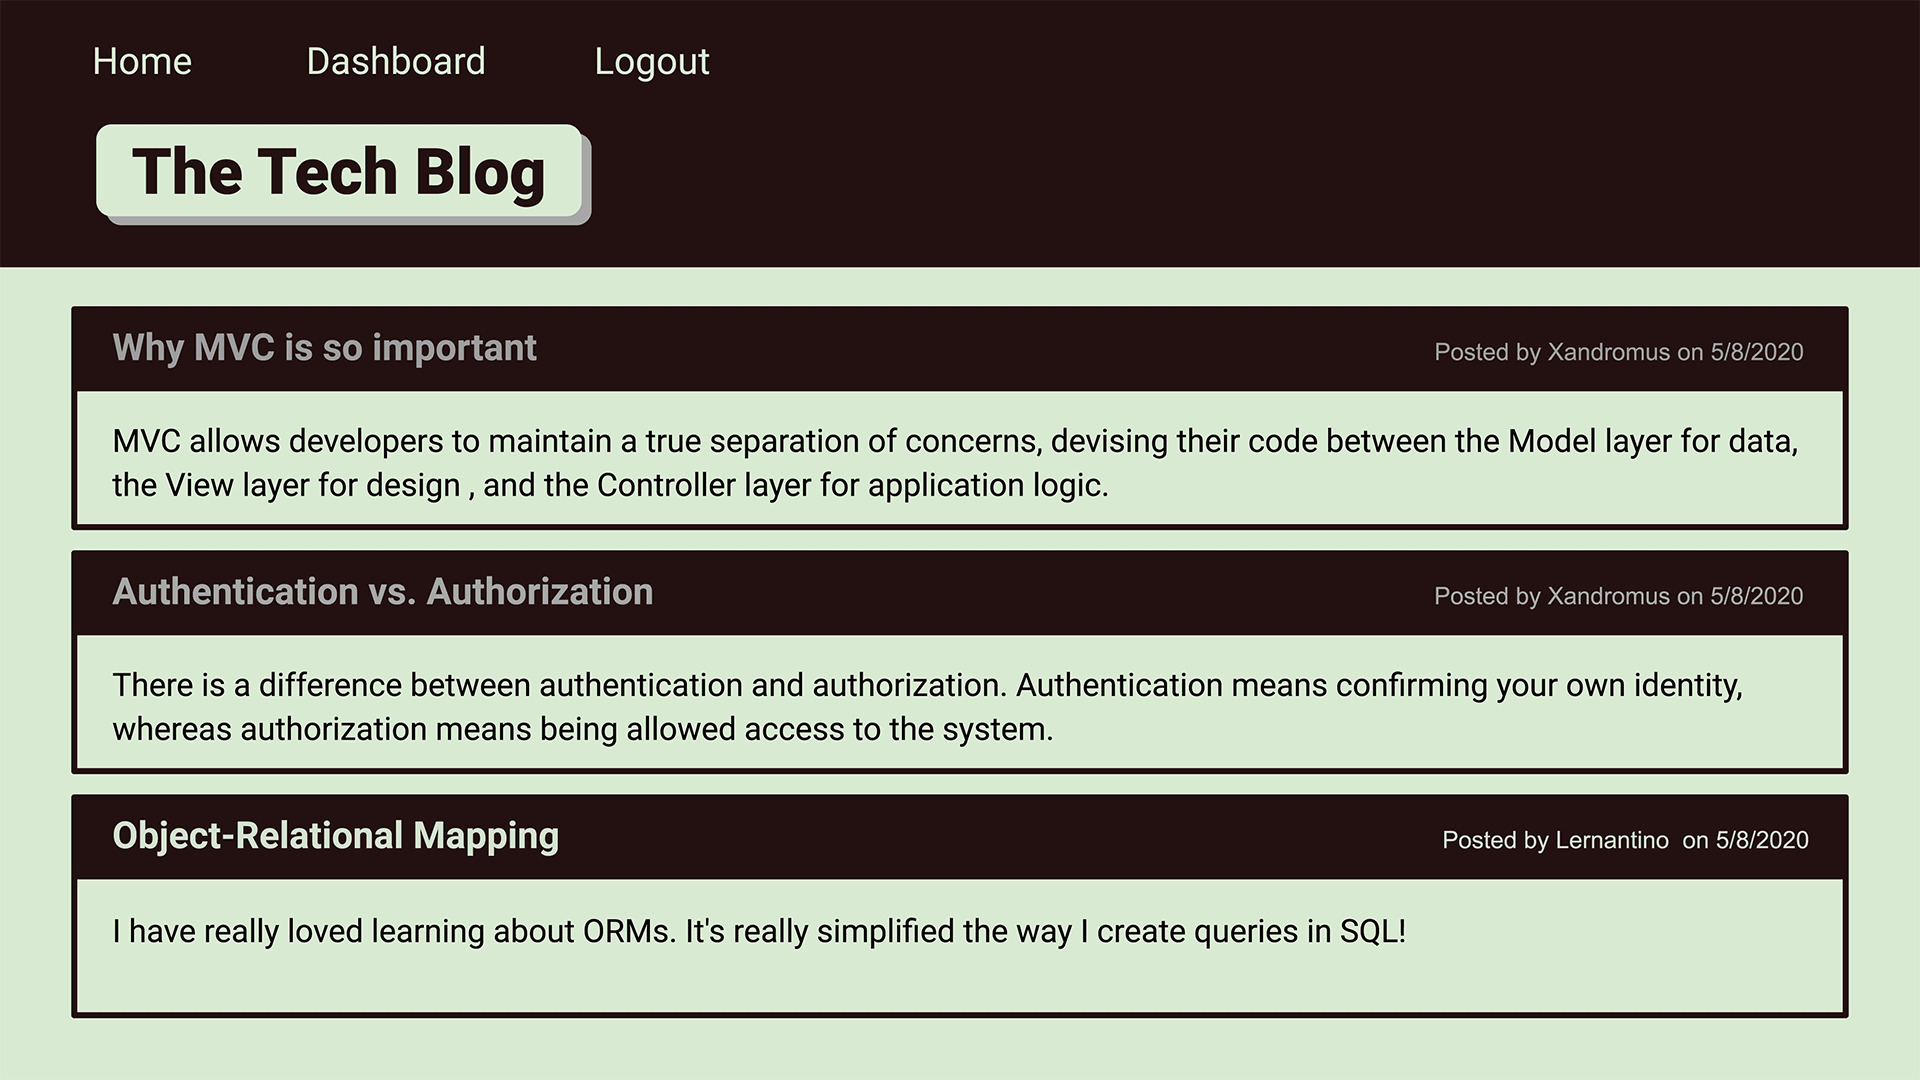 Home Dashboard Logout
The Tech Blog
Why MVC is so important Posted by Xandromus on 5/8/2020
MVC allows developers to maintain a true separation of concerns, devising their code between the Model layer for data,
the View layer for design , and the Controller layer for application logic.
Authentication vs. Authorization Posted by Xandromus on 5/8/2020
There is a difference between authentication and authorization. Authentication means confirming your own identity,
whereas authorization means being allowed access to the system.
Object-Relational Mapping Posted by Lernantino  on 5/8/2020
I have really loved learning about ORMs. It's really simplified the way I create queries in SQL!